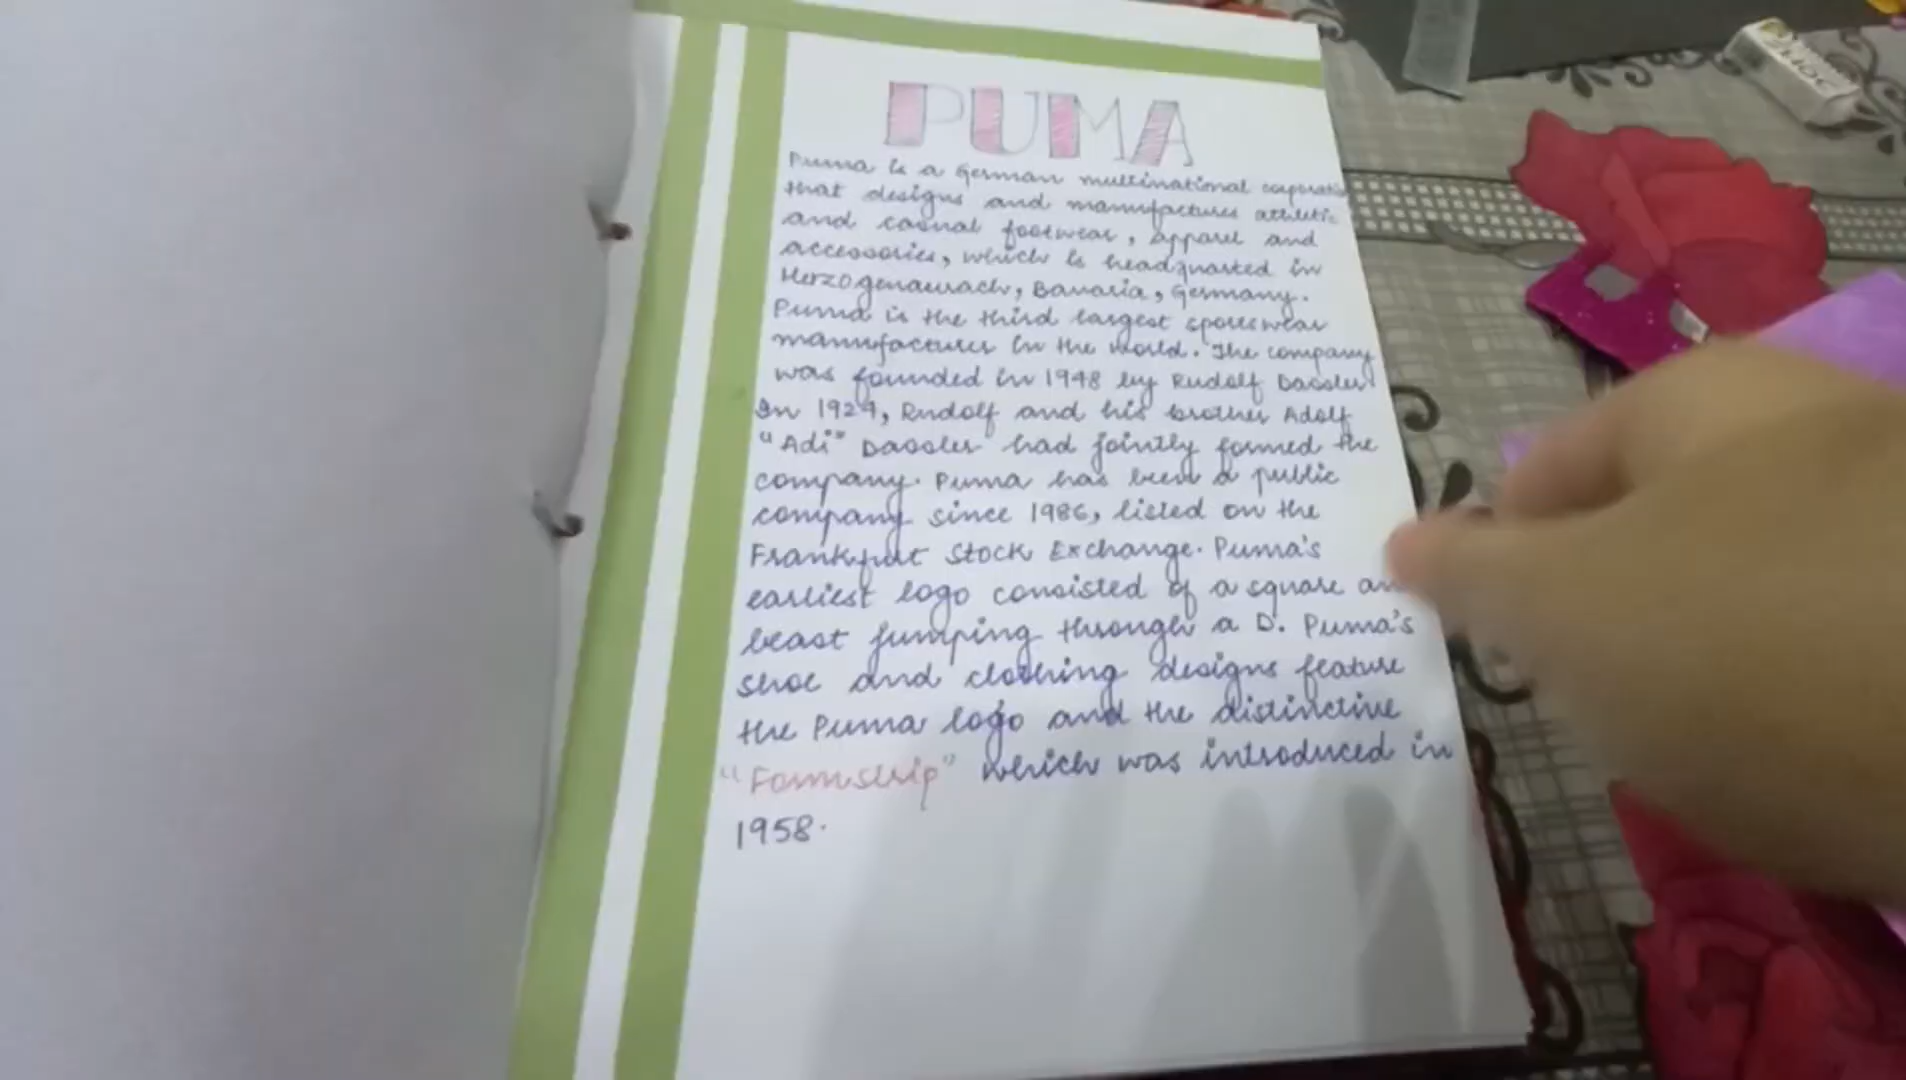 PUMA
Puma is a German multinational corporation
that designs and manufactures athletic
and casual footwear, apparel and
accessories, which is headquarted in
Herzogenaurach, Bavaria, Germany.
Puma is the third largest sportswear
manufacturer in the world. The company
was founded in 1948 by Rudolf Dassler
In 1924, Rudolf and his brother Adolf
"Adi" Dassler had jointly formed the
company. Puma has been a public
company since 1986, listed on the
Frankfurt Stock Exchange. Puma's
earliest logo consisted of a square an
beast jumping through a D. Puma's
shoe and clothing designs feature
the Puma logo and the distinctive
"Formstrip" which was introduced in
1958.